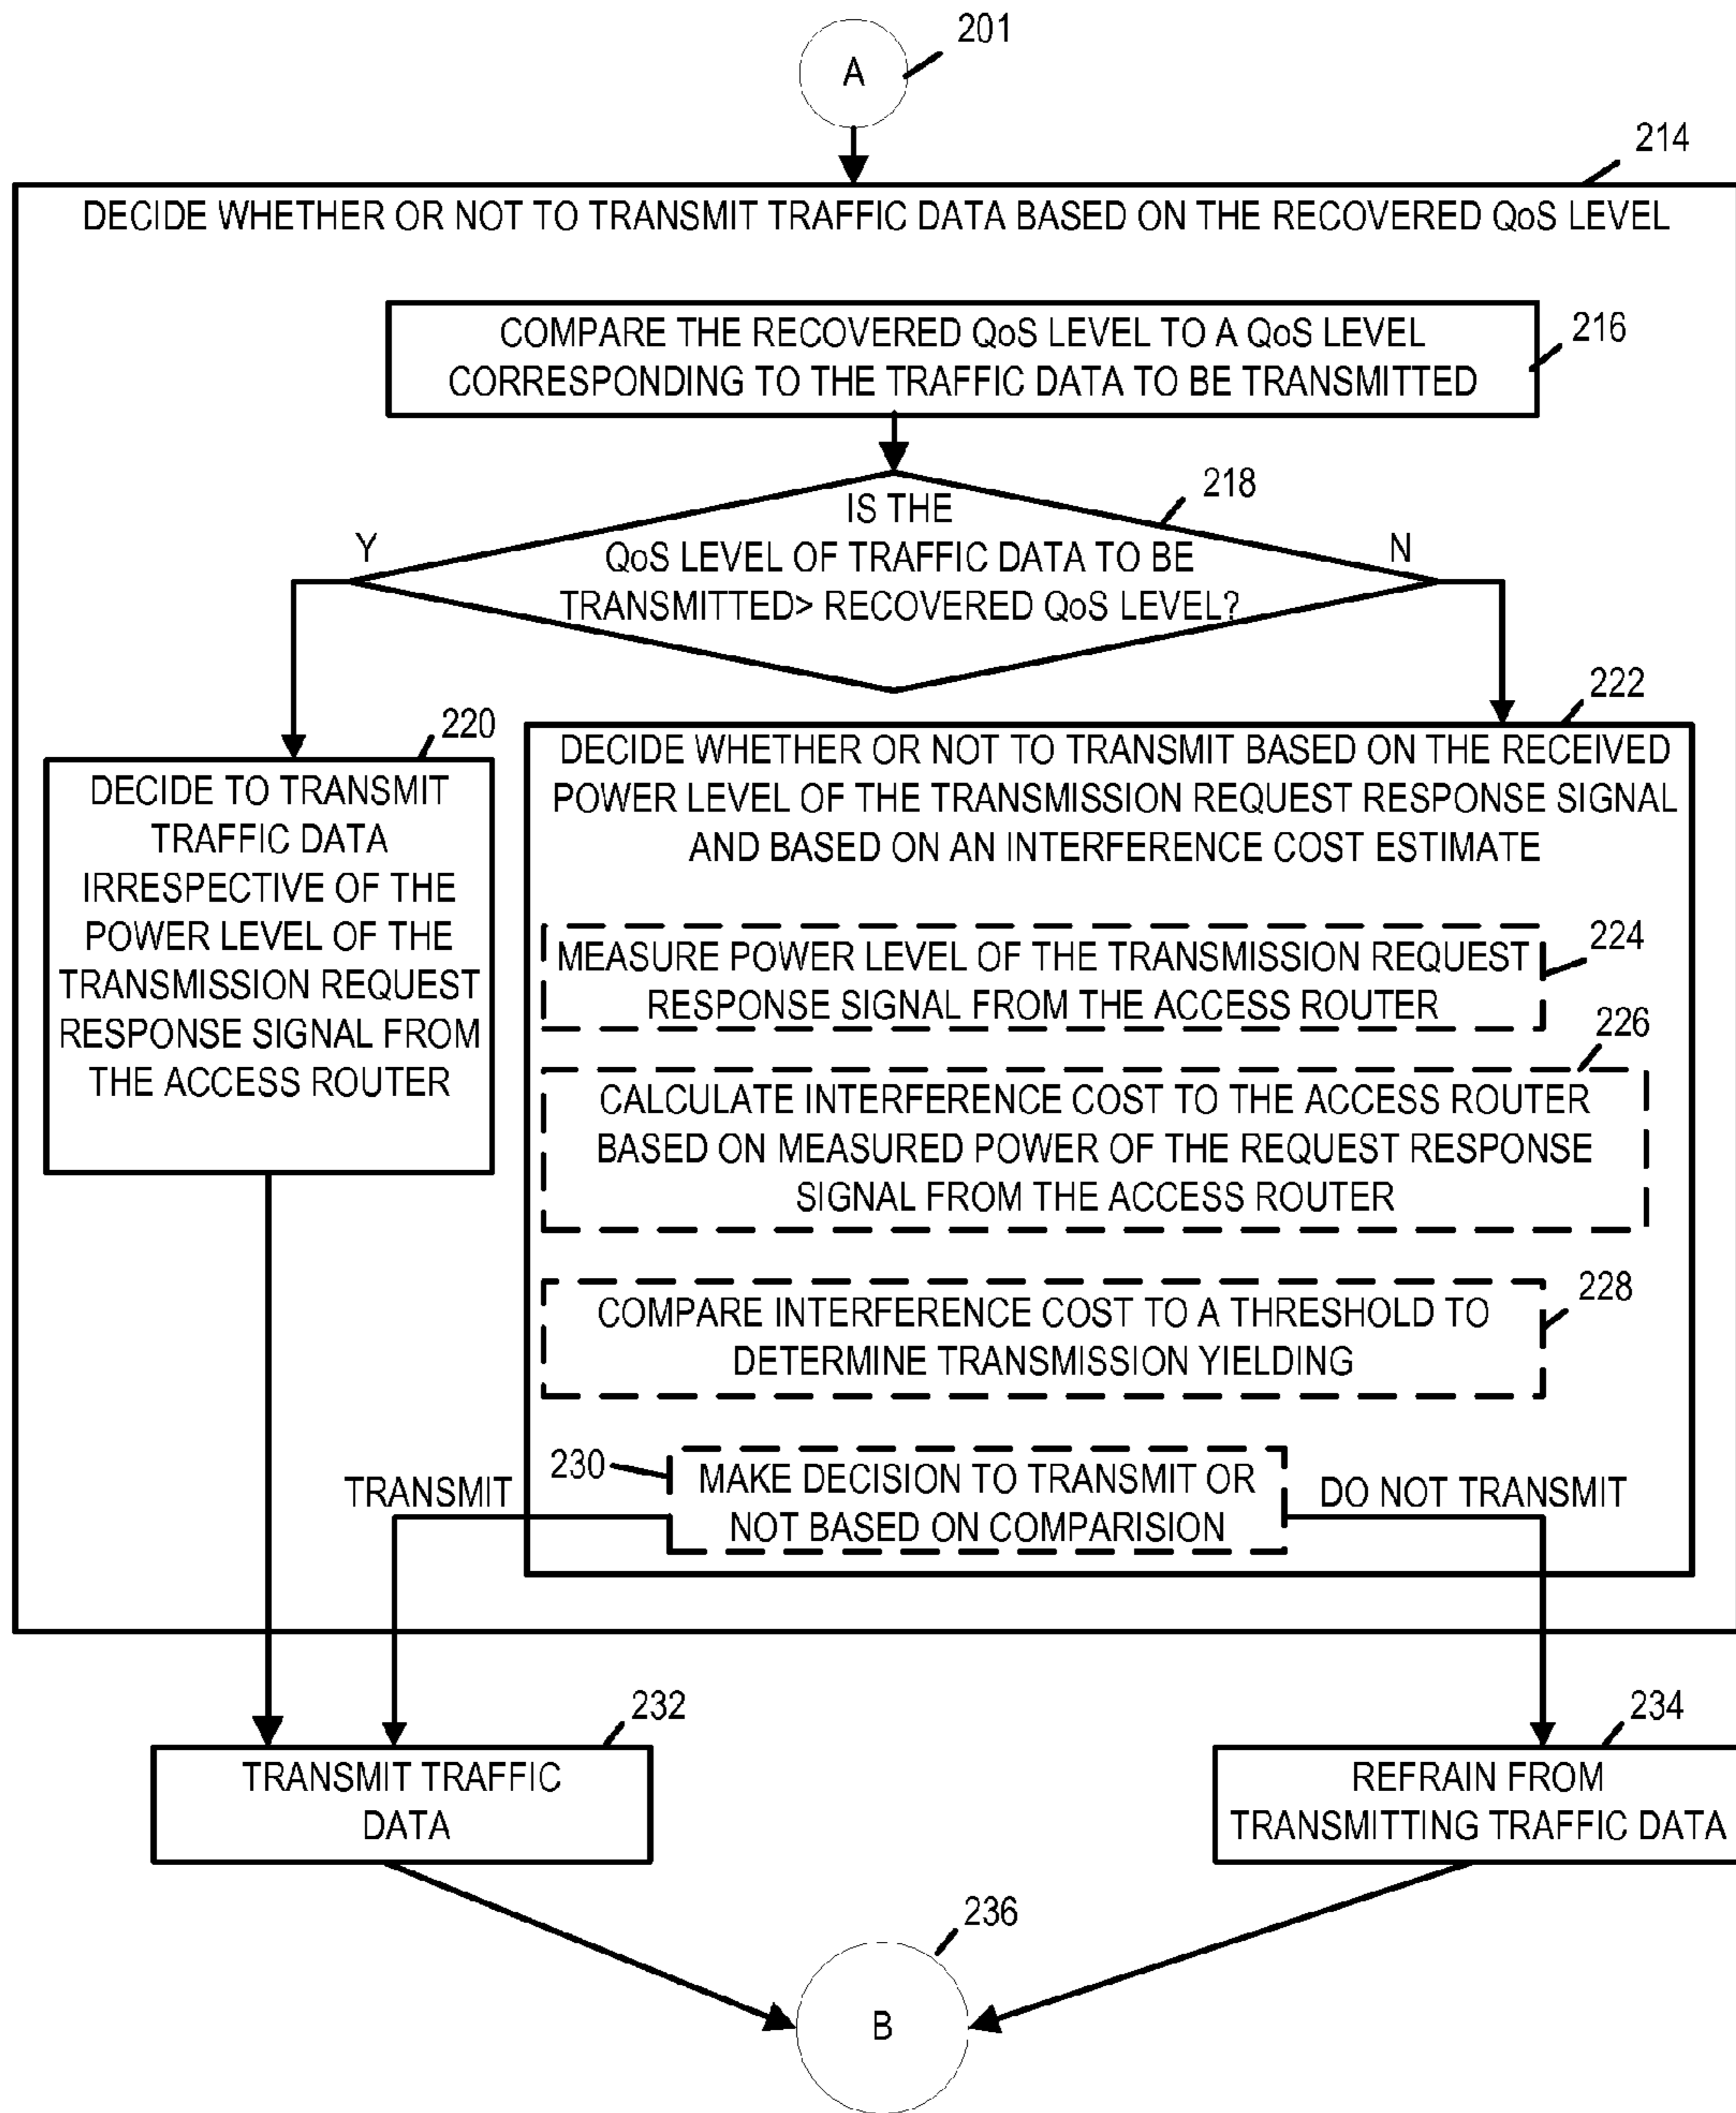 A
201
214
DECIDE WHETHER OR NOT TO TRANSMIT TRAFFIC DATA BASED ON THE RECOVERED QoS LEVEL
COMPARE THE RECOVERED QoS LEVEL TO A QoS LEVEL
CORRESPONDING TO THE TRAFFIC DATA TO BE TRANSMITTED
216
218
IS THE
QoS LEVEL OF TRAFFIC DATA TO BE
TRANSMITTED> RECOVERED QoS LEVEL?
Y
N
220
DECIDE TO TRANSMIT
TRAFFIC DATA
IRRESPECTIVE OF THE
POWER LEVEL OF THE
TRANSMISSION REQUEST
RESPONSE SIGNAL FROM
THE ACCESS ROUTER
222
DECIDE WHETHER OR NOT TO TRANSMIT BASED ON THE RECEIVED
POWER LEVEL OF THE TRANSMISSION REQUEST RESPONSE SIGNAL
AND BASED ON AN INTERFERENCE COST ESTIMATE
MEASURE POWER LEVEL OF THE TRANSMISSION REQUEST
RESPONSE SIGNAL FROM THE ACCESS ROUTER
224
226
CALCULATE INTERFERENCE COST TO THE ACCESS ROUTER
BASED ON MEASURED POWER OF THE REQUEST RESPONSE
SIGNAL FROM THE ACCESS ROUTER
COMPARE INTERFERENCE COST TO A THRESHOLD TO
DETERMINE TRANSMISSION YIELDING
228
230
MAKE DECISION TO TRANSMIT OR
NOT BASED ON COMPARISION
TRANSMIT
DO NOT TRANSMIT
232
TRANSMIT TRAFFIC
DATA
234
REFRAIN FROM
TRANSMITTING TRAFFIC DATA
236
B